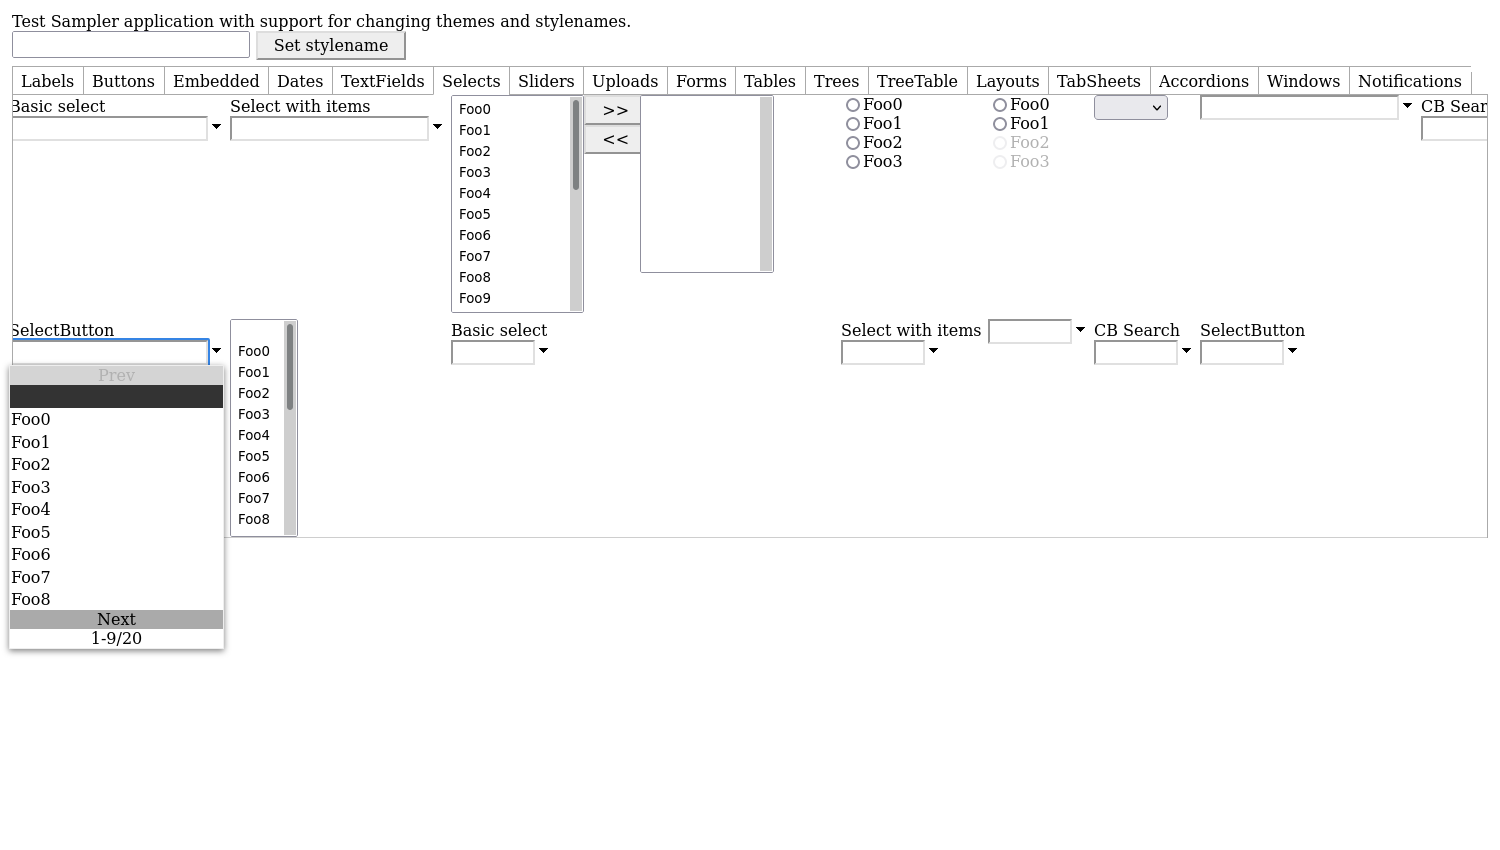 Test Sampler application with support for changing themes and stylenames.
Set stylename
Labels Buttons Embedded Dates TextFields Selects Sliders Uploads Forms Tables Trees TreeTable Layouts TabSheets Accordions Windows Notifications
Basic select
Select with items
Foo0
Foo1
Foo2
Foo3
Foo4
Foo5
Foo6
Foo7
Foo8
Foo9
>>
<<
Foo0
Foo1
Foo2
Foo3
Foo0
Foo1
Foo2
Foo3
CB Sear
SelectButton
Prev
Foo0
Foo1
Foo2
Foo3
Foo4
Foo5
Foo6
Foo7
Foo8
Next
1-9/20
Foo0
Foo1
Foo2
Foo3
Foo4
Foo5
Foo6
Foo7
Foo8
Basic select
Select with items
CB Search
SelectButton